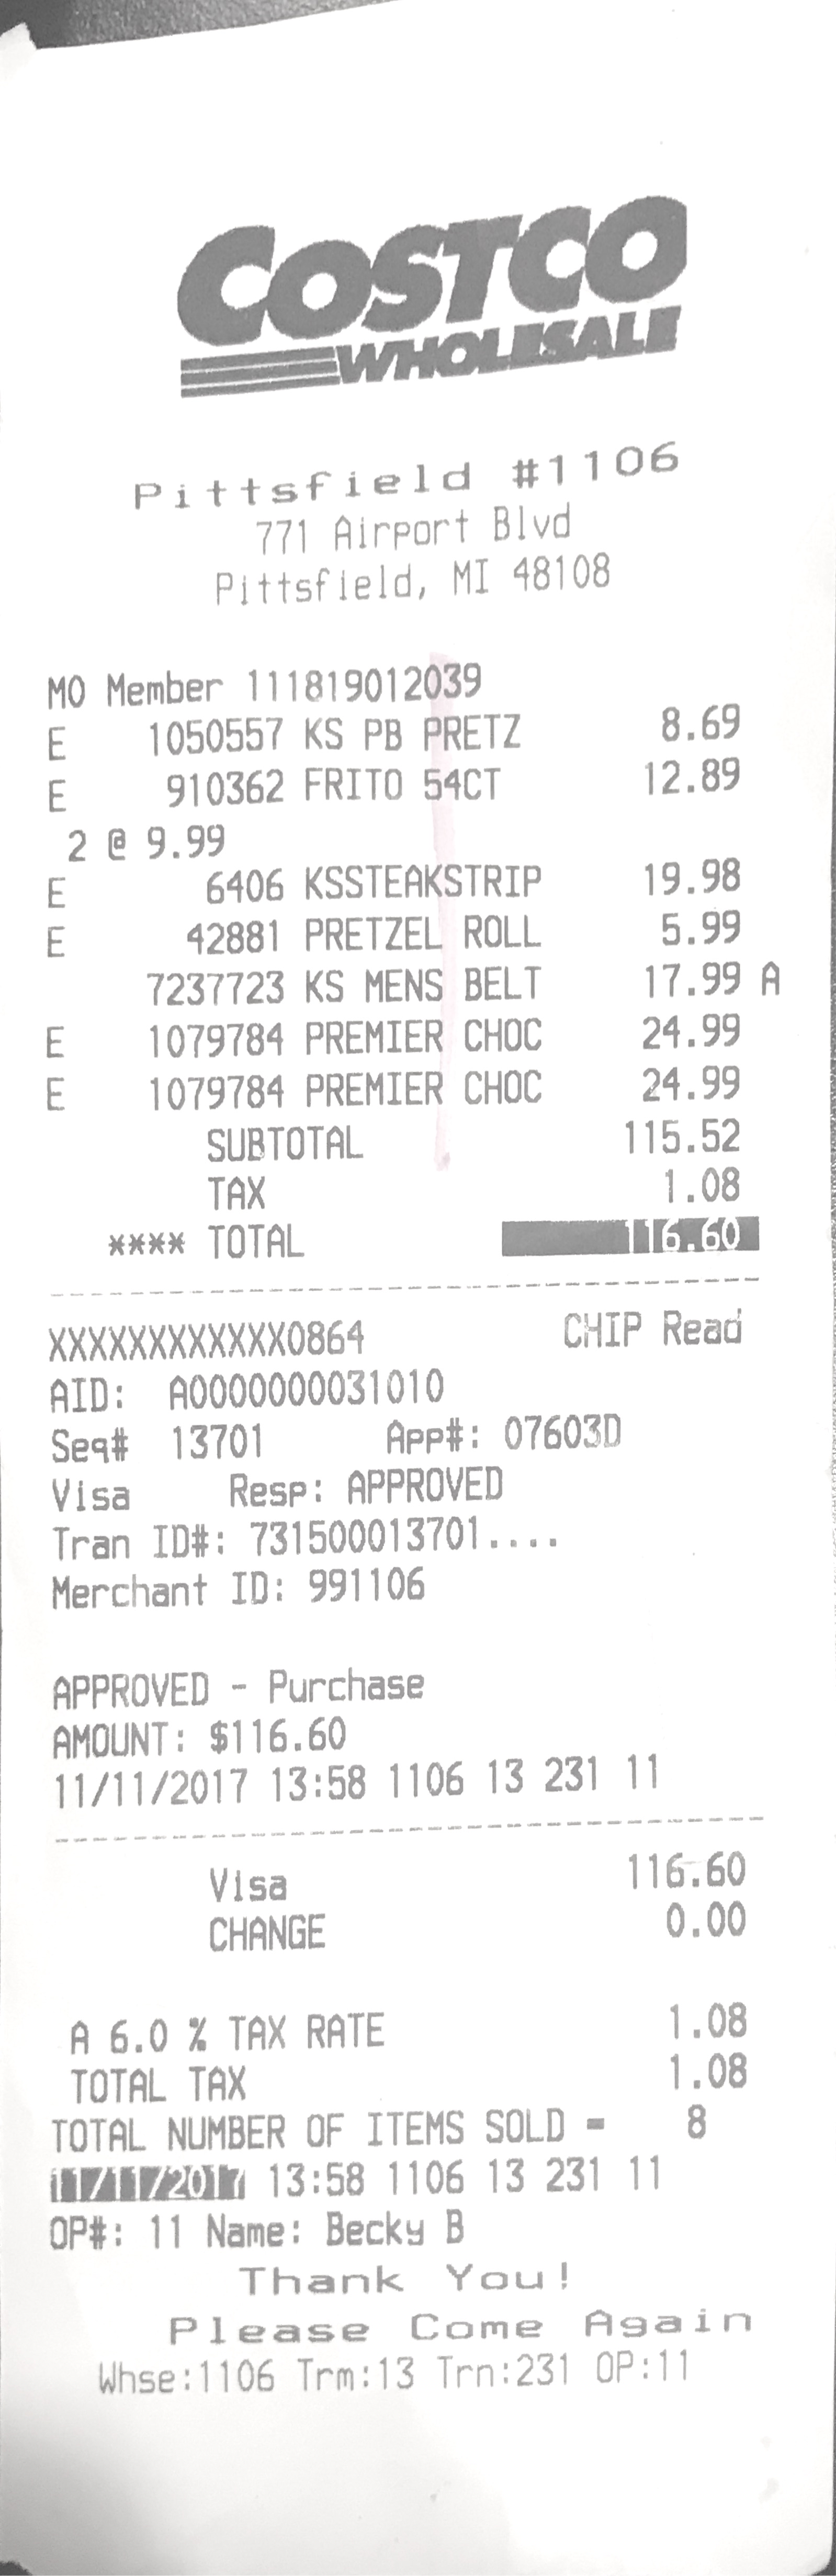 COSTCO
WHOLESALE
Pittsfield #1106
771 Airport Blvd
Pittsfield, MI 48108
MO Member 111819012039
E 1050557 KS PB PRETZ 8.69
E 910362 FRITO 54CT 12.89
2 @ 9.99
E 6406 KSSTEAKSTRIP 19.98
E 42881 PRETZEL ROLL 5.99
7237723 KS MENS BELT 17.99 A
E 1079784 PREMIER CHOC 24.99
E 1079784 PREMIER CHOC 24.99
SUBTOTAL 115.52
TAX 1.08
**** TOTAL 116.60
XXXXXXXXXXXX0864 CHIP Read
AID: A0000000031010
Seq# 13701 App#: 07603D
Visa Resp: APPROVED
Tran ID#: 731500013701....
Merchant ID: 991106
APPROVED - Purchase
AMOUNT: $116.60
11/11/2017 13:58 1106 13 231 11
Visa 116.60
CHANGE 0.00
A 6.0 % TAX RATE 1.08
TOTAL TAX 1.08
TOTAL NUMBER OF ITEMS SOLD = 8
11/11/2017 13:58 1106 13 231 11
OP#: 11 Name: Becky B
Thank You!
Please Come Again
Whse:1106 Trm:13 Trn:231 OP:11